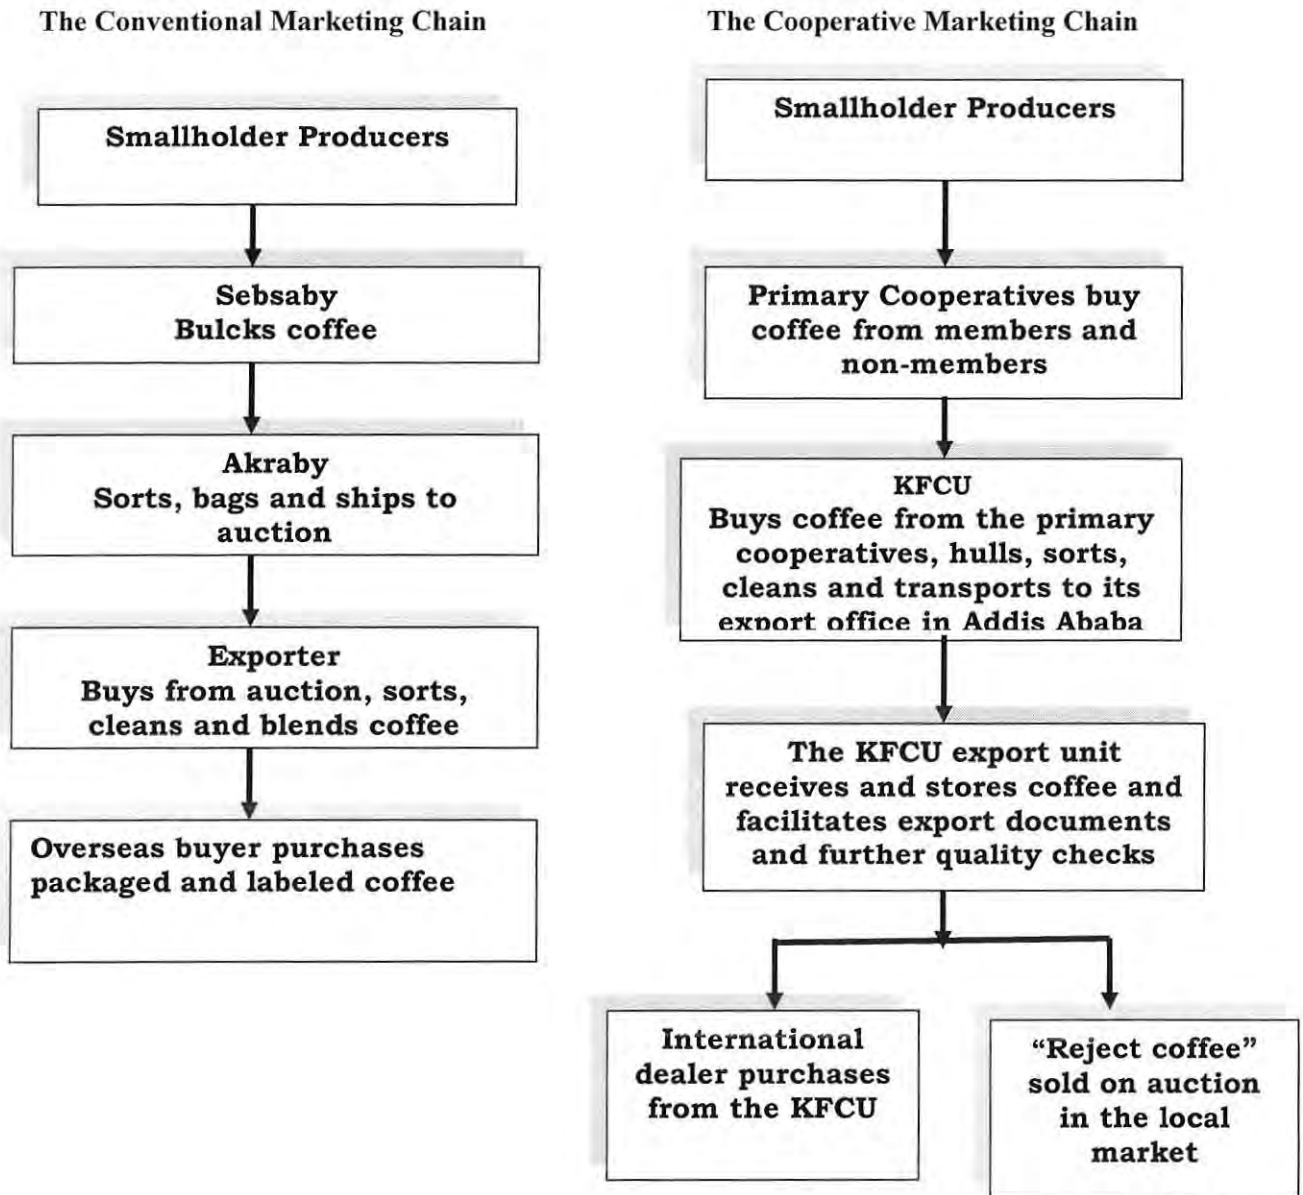 The Conventional Marketing Chain
Smallholder Producers
Sebsaby
Bulcks coffee
Akraby
Sorts, bags and ships to
auction
Exporter
Buys from auction, sorts,
cleans and blends coffee
Overseas buyer purchases
packaged and labeled coffee
The Cooperative Marketing Chain
Smallholder Producers
Primary Cooperatives buy
coffee from members and
non-members
KFCU
Buys coffee from the primary
cooperatives, hulls, sorts,
cleans and transports to its
export office in Addis Ababa
The KFCU export unit
receives and stores coffee and
facilitates export documents
and further quality checks
International
dealer purchases
from the KFCU
“Reject coffee”
sold on auction
in the local
market